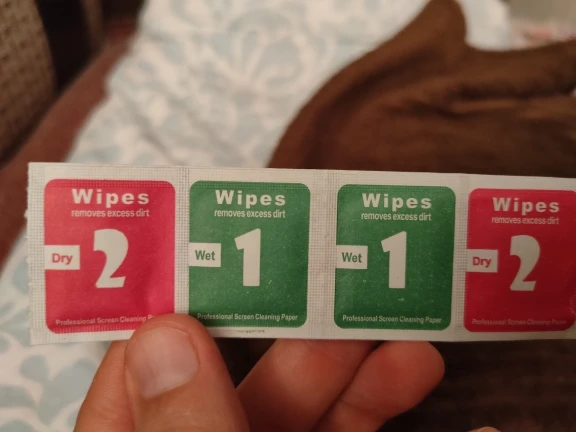 Wipes
removes excess dirt
Dry
2
Professional Screen Cleaning P
Wipes
removes excess dirt
Wet
1
Professional Screen Cleaning Paper
Wipes
removes excess dirt
Wet
1
Professional Screen Cleaning Paper
Wipes
removes excess dirt
Dry
2
Professional Screen Cleaning Paper